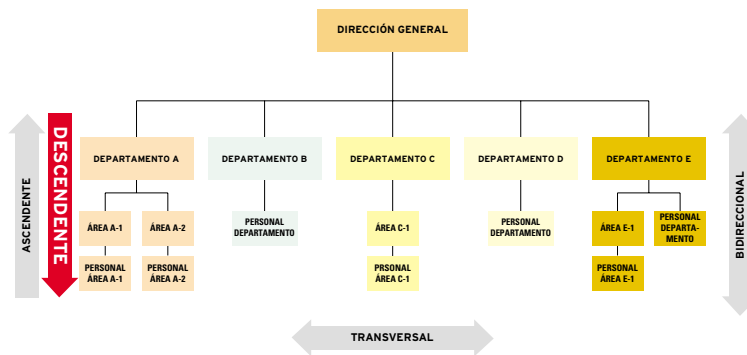 DIRECCIÓN GENERAL
ASCENDENTE
DESCENDENTE
DEPARTAMENTO A
DEPARTAMENTO B
DEPARTAMENTO C
DEPARTAMENTO D
DEPARTAMENTO E
BIDIRECCIONAL
ÁREA A-1
ÁREA A-2
PERSONAL
DEPARTAMENTO
ÁREA C-1
PERSONAL
DEPARTAMENTO
ÁREA E-1
PERSONAL
DEPARTA-
MENTO
PERSONAL
ÁREA A-1
PERSONAL
ÁREA A-2
PRSONAL
ÁREA C-1
PERSONAL
ÁREA E-1
TRANSVERSAL